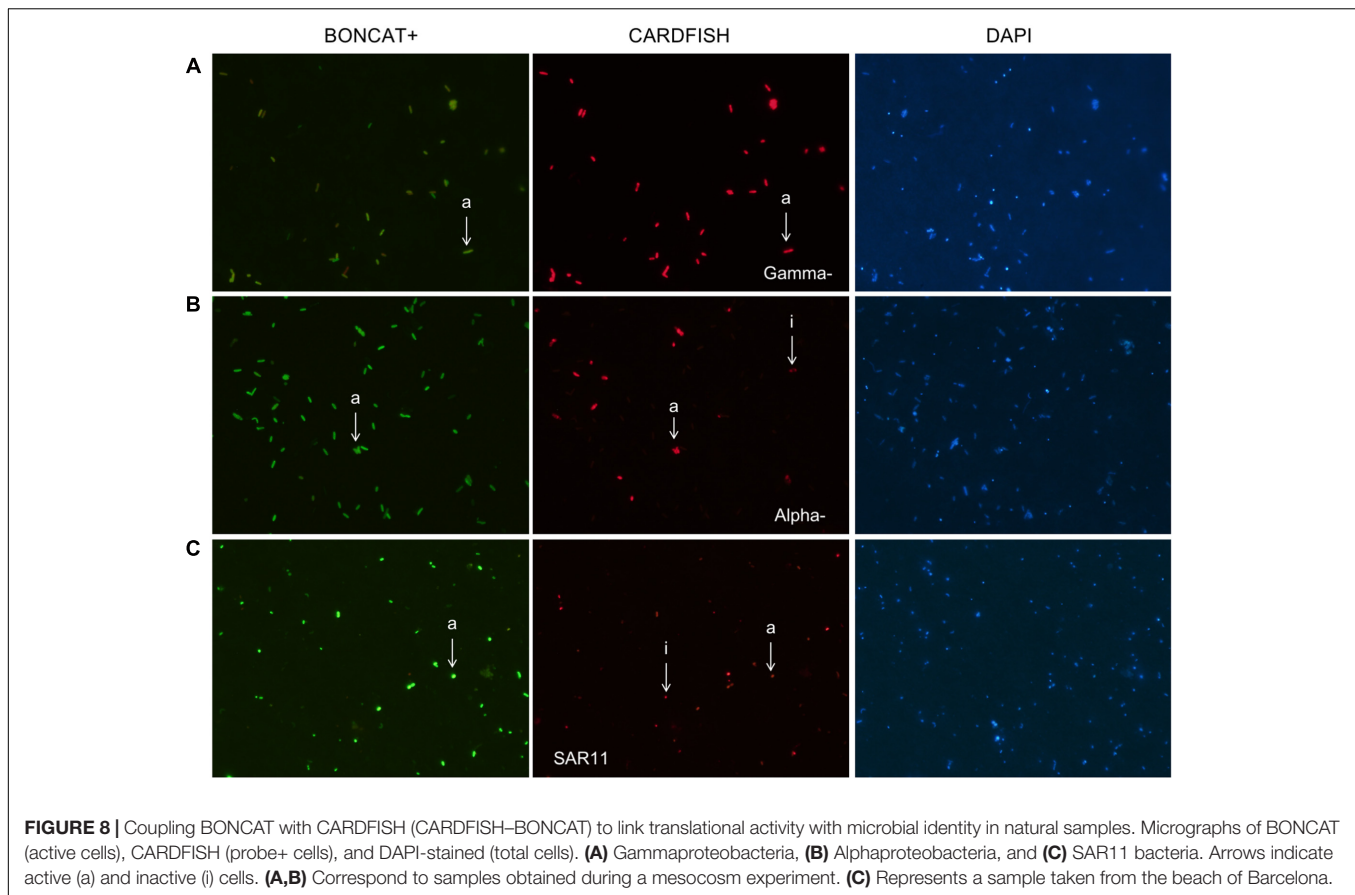 BONCAT+ CARDFISH DAPI
A
a
a
Gamma-
B
i
a
a
Alpha-
C
a
a
i
SAR11
FIGURE 8 | Coupling BONCAT with CARDFISH (CARDFISH–BONCAT) to link translational activity with microbial identity in natural samples. Micrographs of BONCAT
(active cells), CARDFISH (probe+ cells), and DAPI-stained (total cells). (A) Gammaproteobacteria, (B) Alphaproteobacteria, and (C) SAR11 bacteria. Arrows indicate
active (a) and inactive (i) cells. (A,B) Correspond to samples obtained during a mesocosm experiment. (C) Represents a sample taken from the beach of Barcelona.